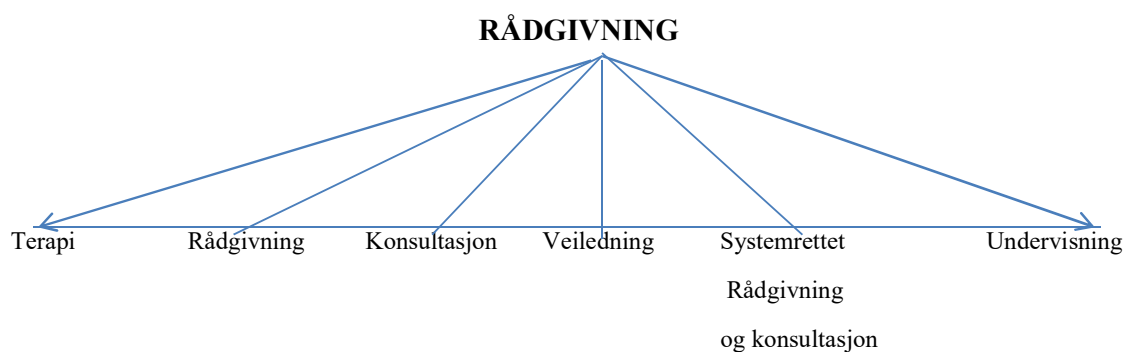 RÅDGIVNING
Terapi Rådgivning Konsultasjon Veiledning Systemrettet Undervisning
Rådgivning
og konsultasjon